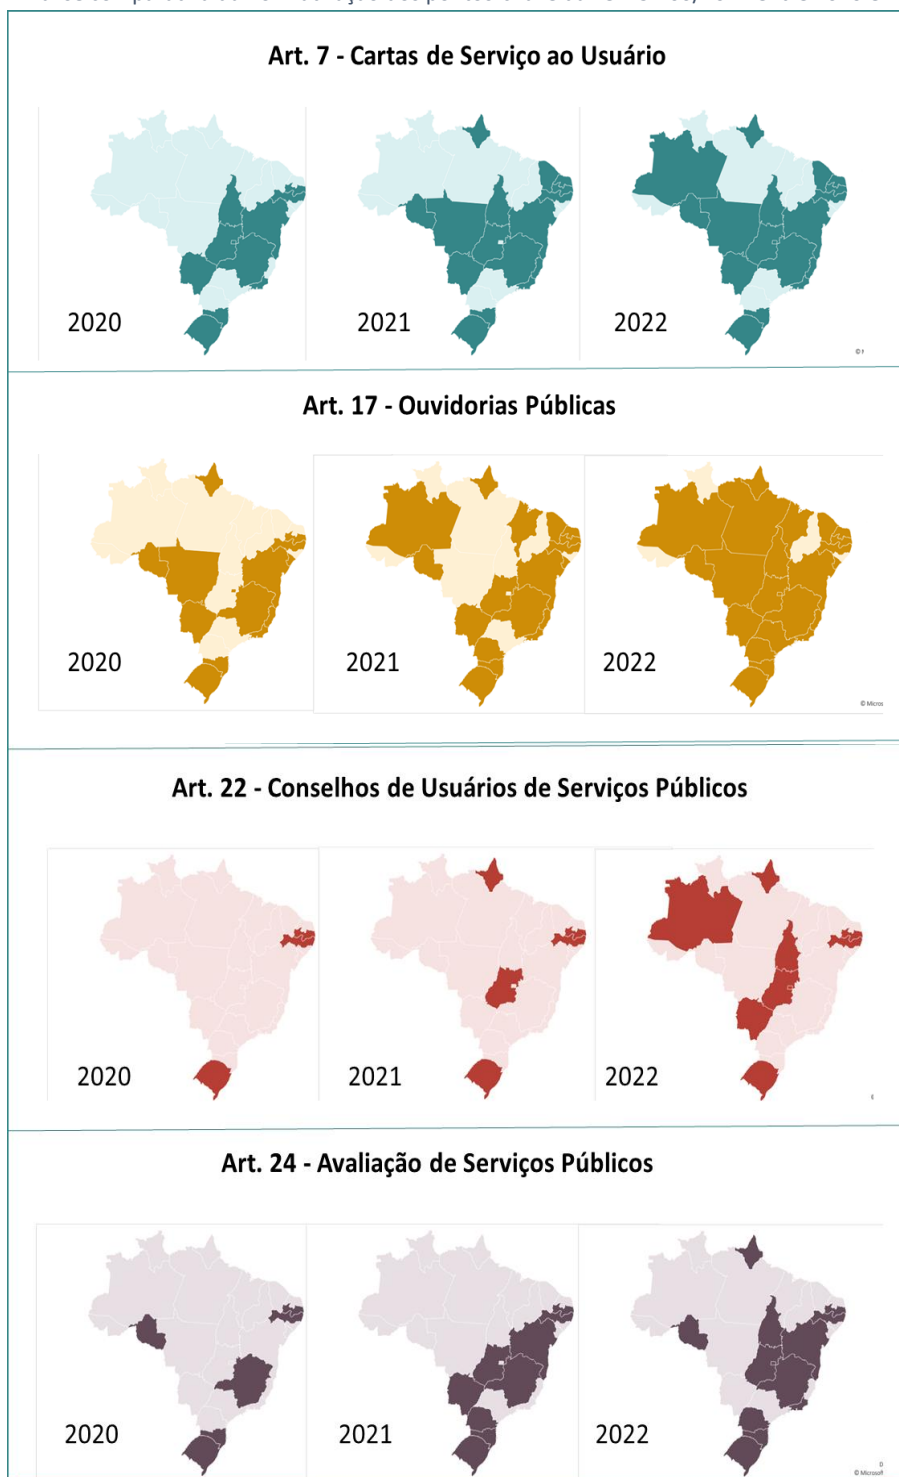 Art. 7 - Cartas de Serviço ao Usuário
2020
2021
2022
Art. 17 - Ouvidorias Públicas
2020
2021
2022
© Micros
Art. 22 - Conselhos de Usuários de Serviços Públicos
2020
2021
2022
Art. 24 - Avaliação de Serviços Públicos
2020
2021
2022
© Microsoft